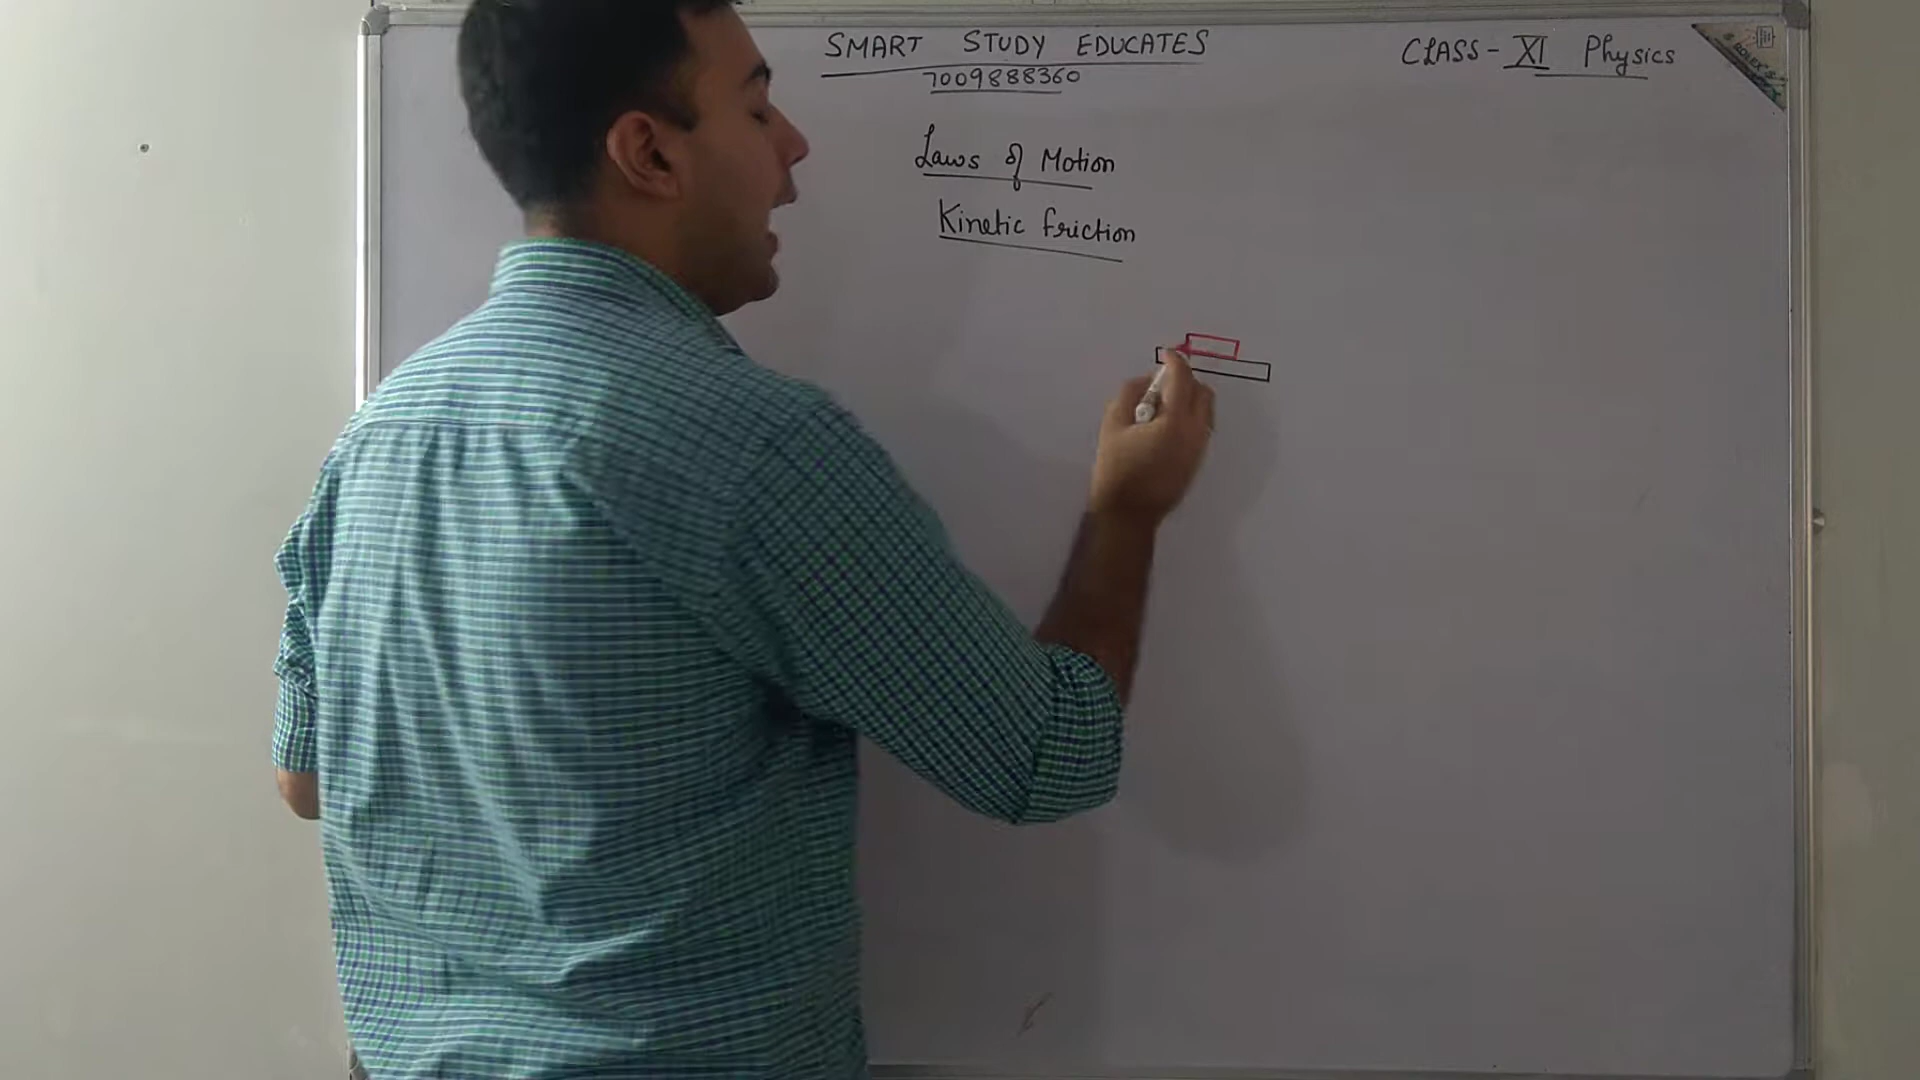 SMART STUDY EDUCATES
7009888360
CLASS - XI Physics
Laws of Motion
Kinetic friction